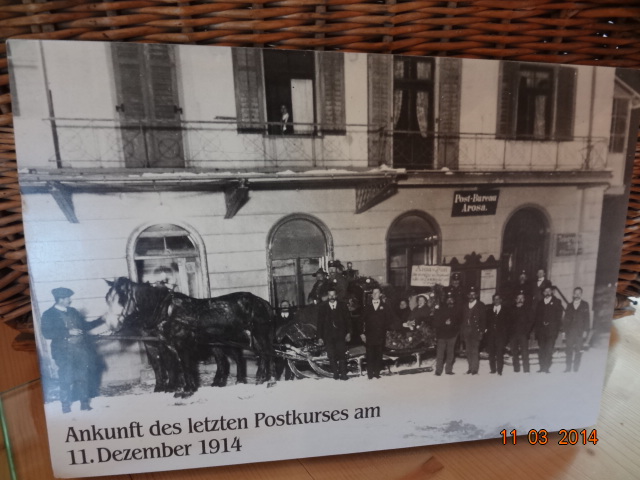 Post-Bureau
Arosa.
Ankunft des letzten Postkurses am
11. Dezember 1914
11 03 2014